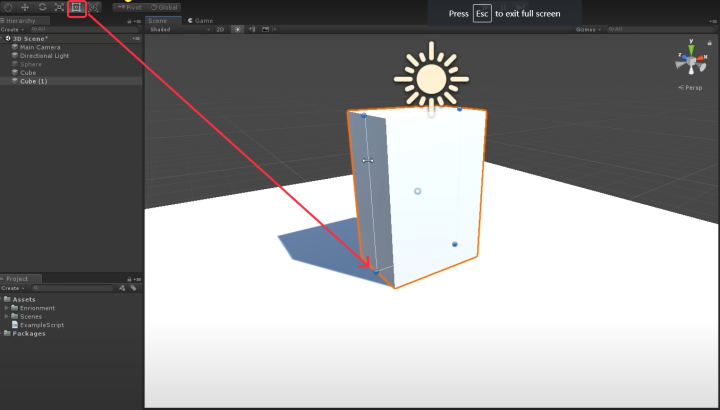 Pivot Global
Press Esc to exit full screen
Hierarchy
Scene Game
Create All
Shaded 2D Gizmos All
3D Scene*
Main Camera
Directional Light
Sphere
Cube
Cube (1)
y
z x
Persp
Project
Create
Assets
Enrionment
Scenes
ExampleScript
Packages